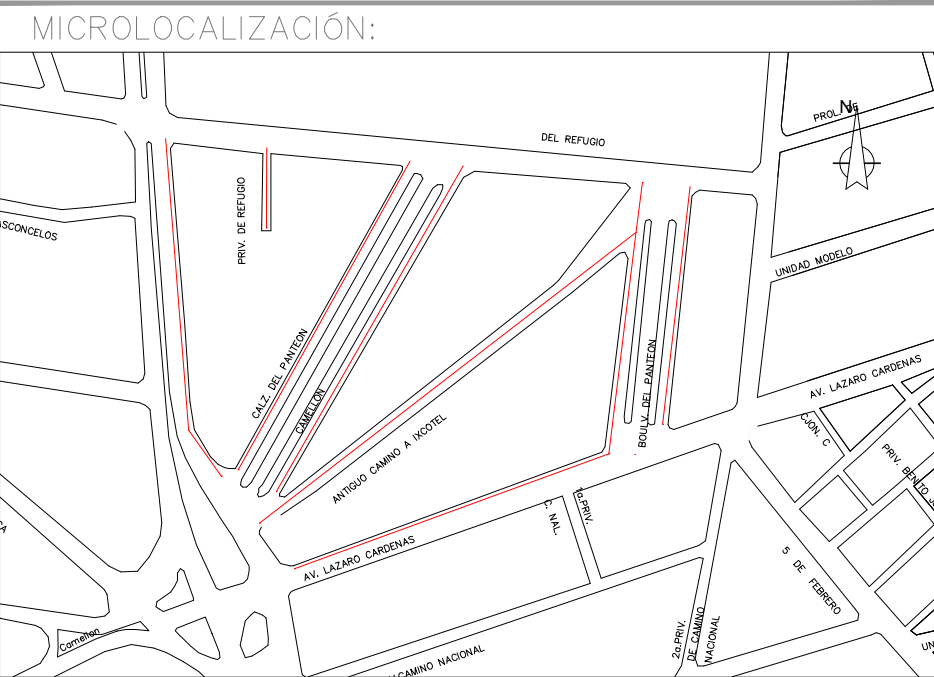 MICROLOCALIZACIÓN:
N
PROL. DE
DEL REFUGIO
PRIV. DE REFUGIO
UNIDAD MODELO
CALZ. DEL PANTEON
CAMELLON
BOULV. DEL PANTEON
AV. LAZARO CARDENAS
CJON. C
PRIV. BENITO
ANTIGUO CAMINO A IXCOTEL
C. NAL.
1a.PRIV.
AV. LAZARO CARDENAS
5 DE FEBRERO
Camellon
2a.PRIV.
DE CAMINO
NACIONAL
CAMINO NACIONAL